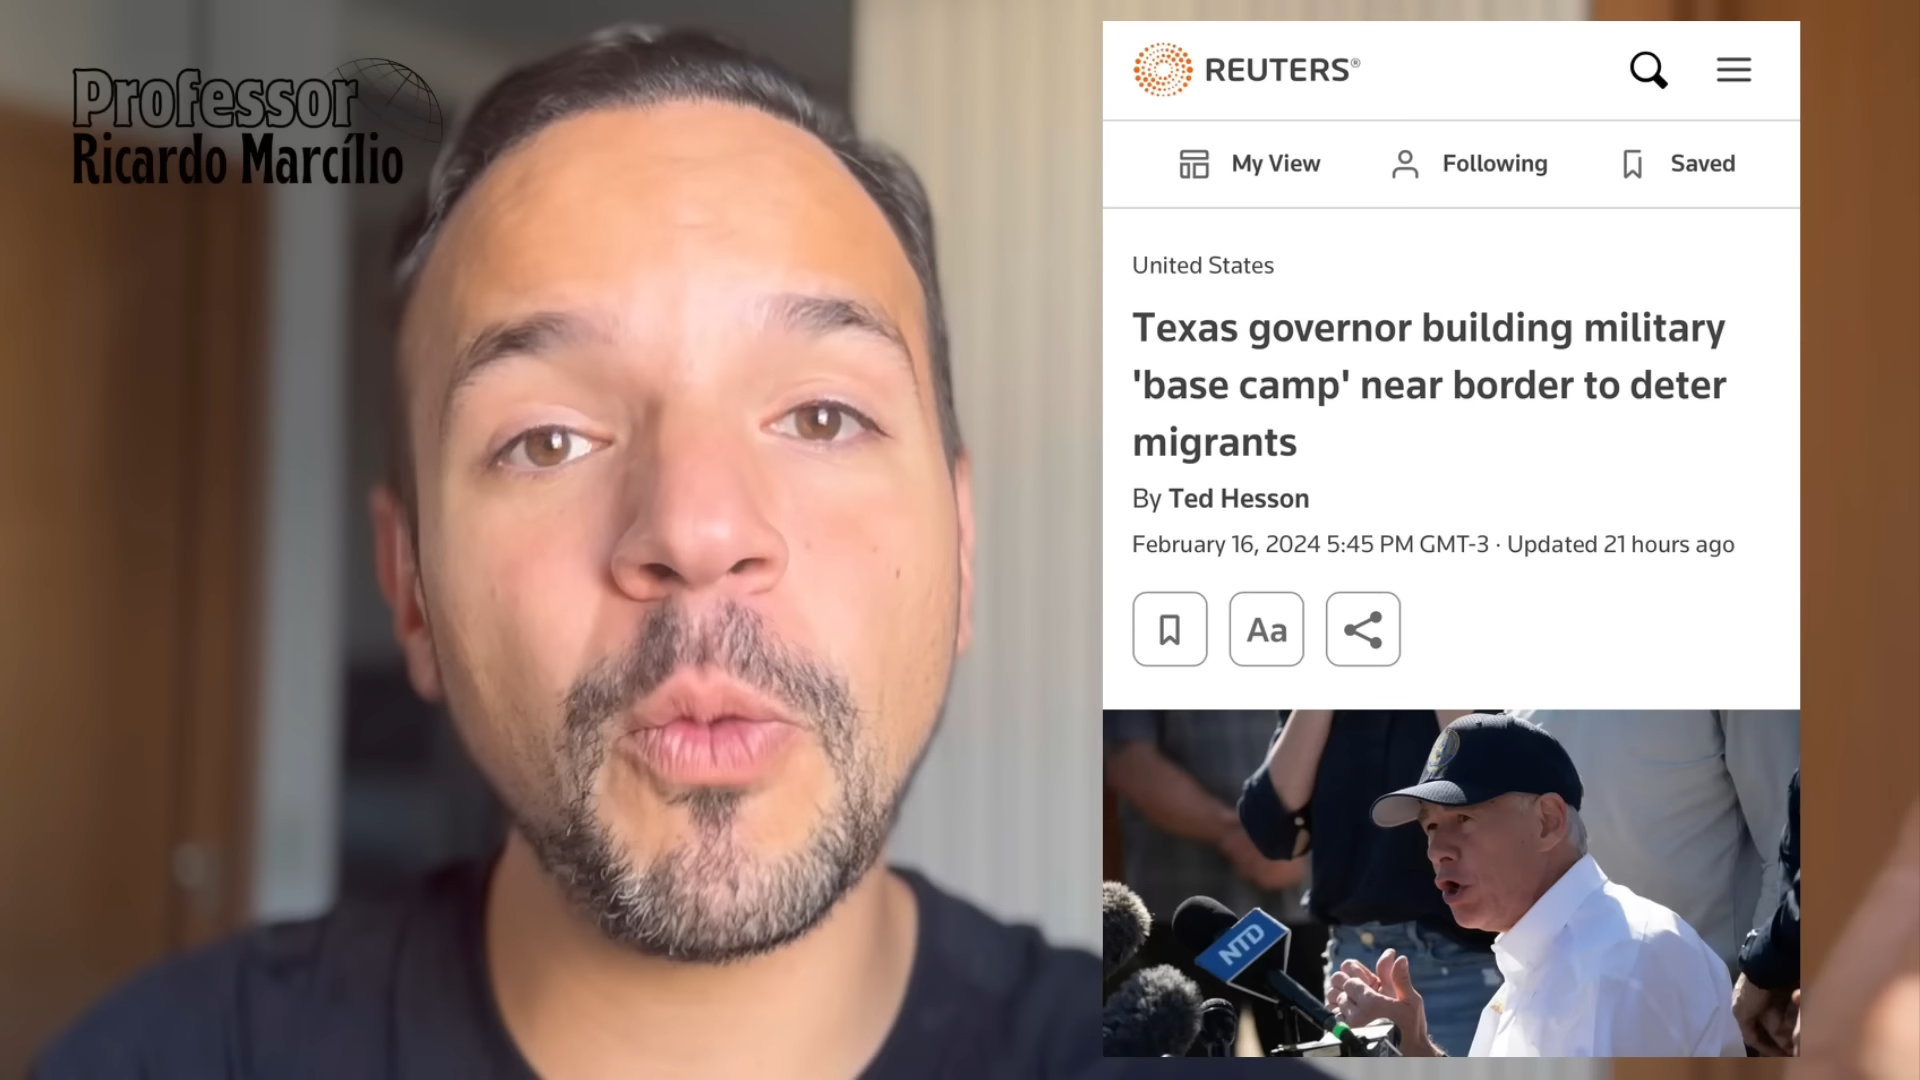 Professor
Ricardo Marcílio
REUTERS®
My View
Following
Saved
United States
Texas governor building military
'base camp' near border to deter
migrants
By Ted Hesson
February 16, 2024 5:45 PM GMT-3 · Updated 21 hours ago
Aa
NTD